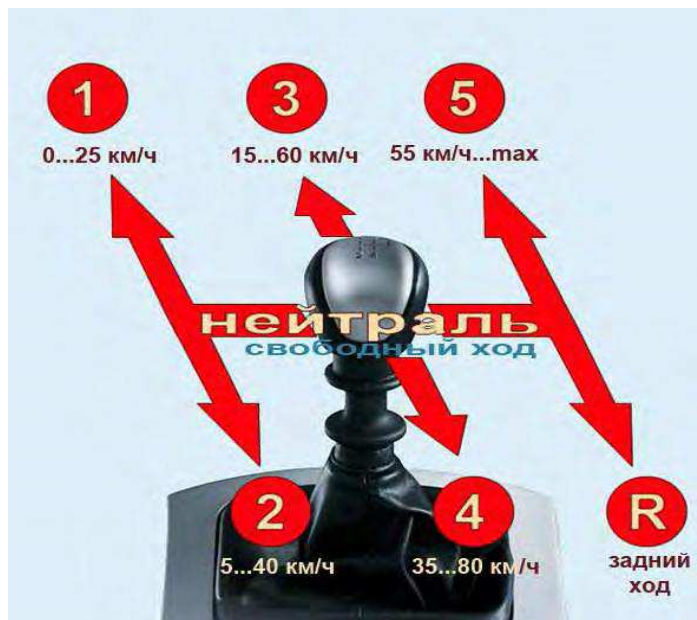 1 3 5
0...25 км/ч 15...60 км/ч 55 км/ч...max
нейтраль
свободный ход
2 4 R
5...40 км/ч 35...80 км/ч задний
ход